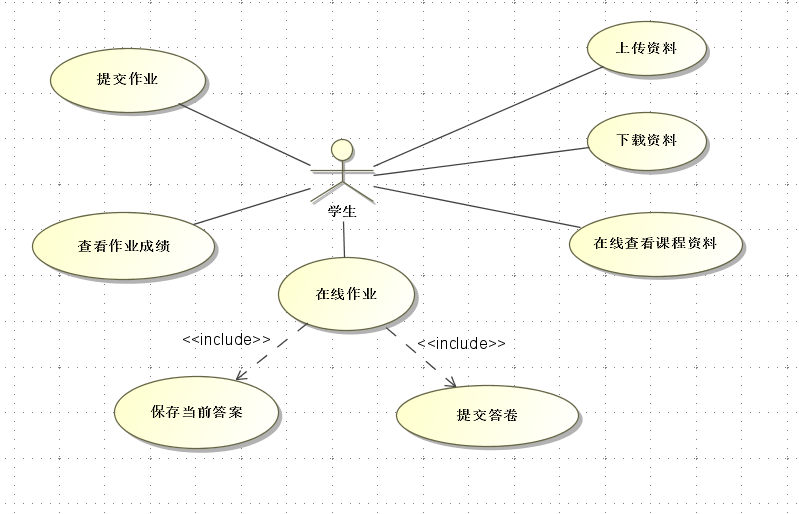 上传资料
提交作业
下载资料
学生
查看作业成绩
在线查看课程资料
在线作业
<<include>>
<<include>>
保存当前答案
提交答卷